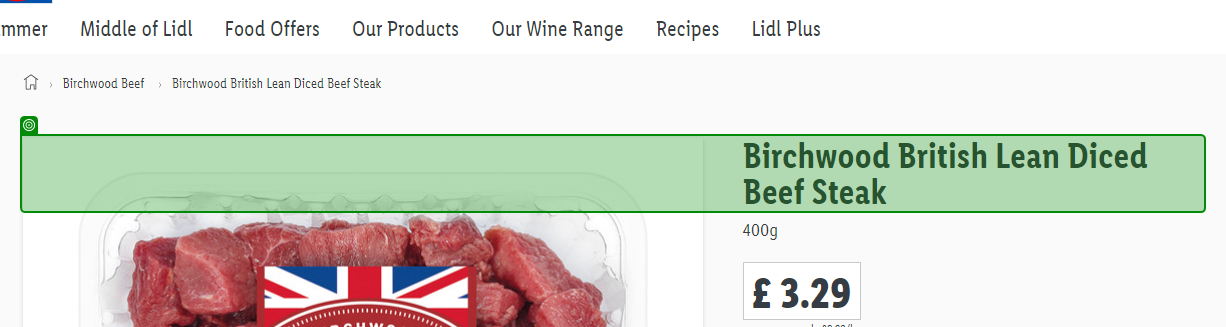 Middle of Lidl Food Offers Our Products Our Wine Range Recipes Lidl Plus
Birchwood Beef › Birchwood British Lean Diced Beef Steak
Birchwood British Lean Diced
Beef Steak
400g
£ 3.29